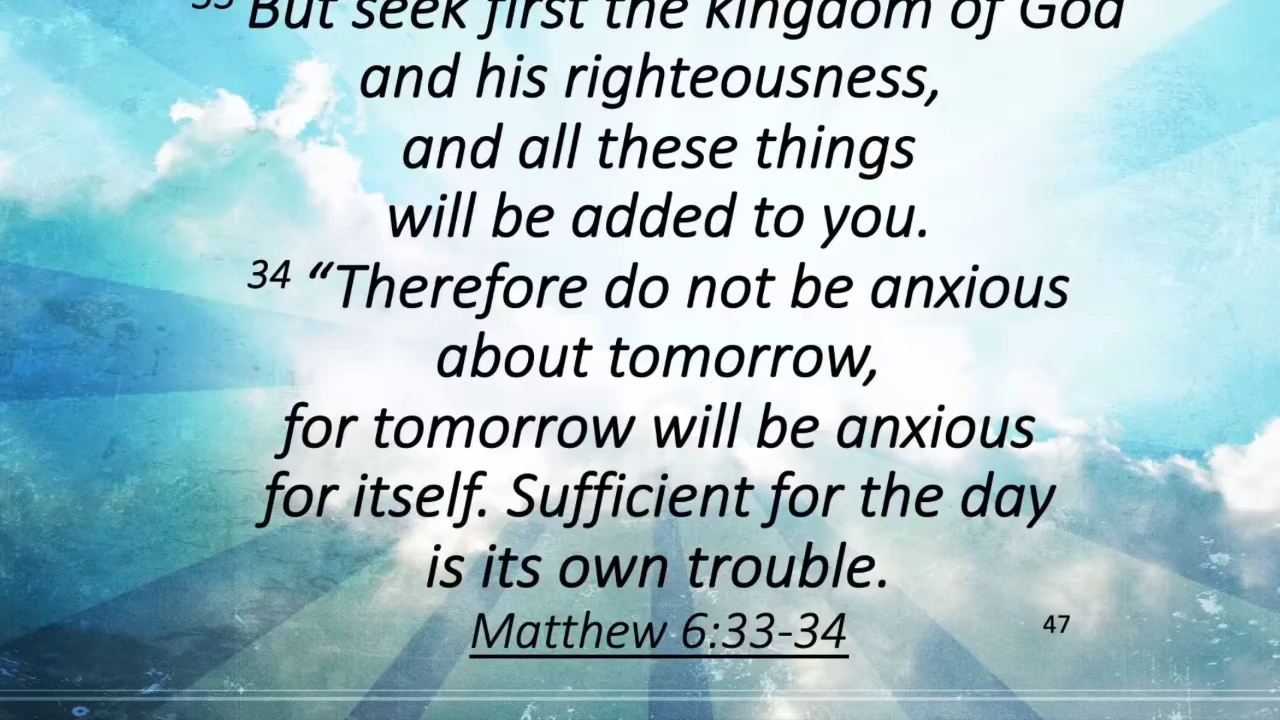 33 But seek first the kingdom of God
and his righteousness,
and all these things
will be added to you.
34 “Therefore do not be anxious
about tomorrow,
for tomorrow will be anxious
for itself. Sufficient for the day
is its own trouble.
Matthew 6:33-34
47